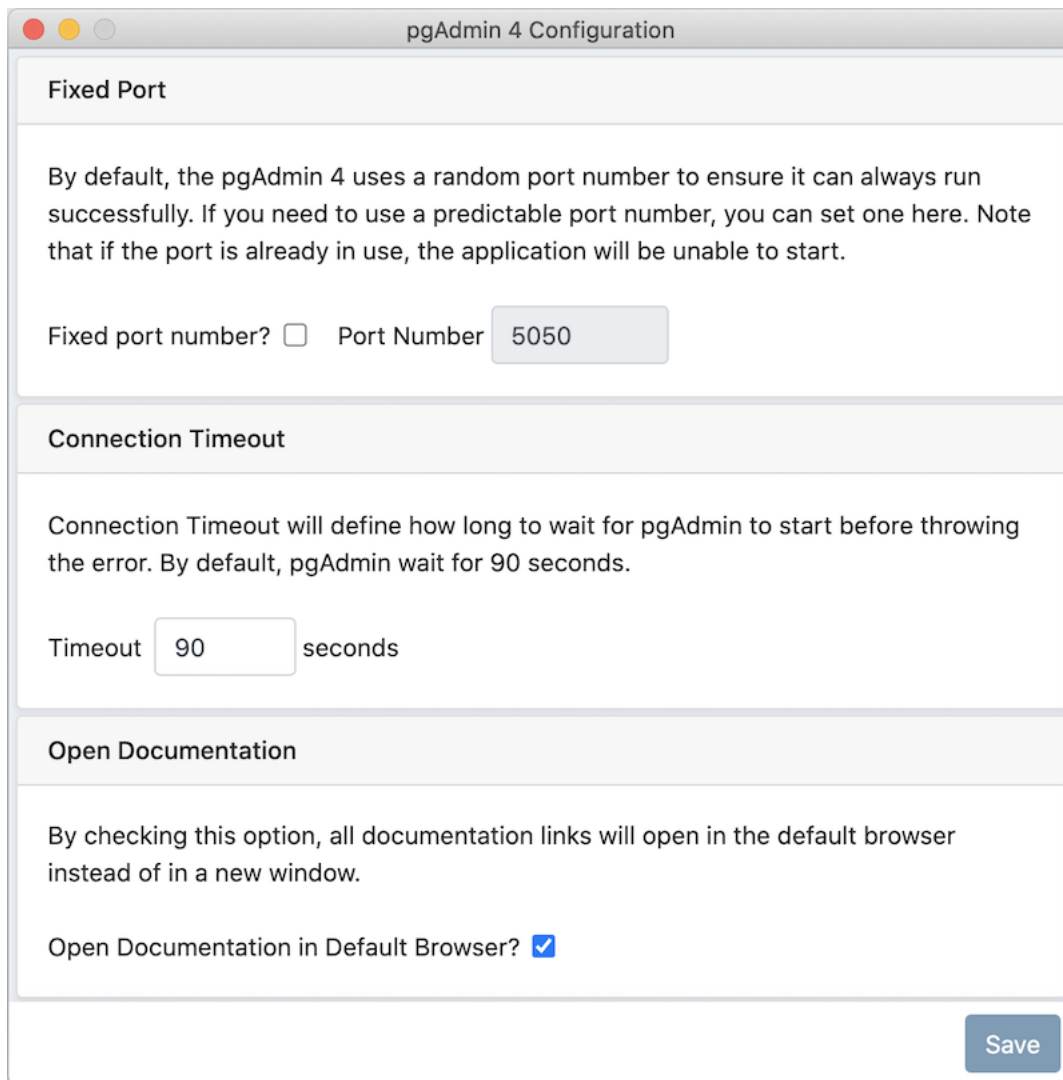 pgAdmin 4 Configuration
Fixed Port
By default, the pgAdmin 4 uses a random port number to ensure it can always run
successfully. If you need to use a predictable port number, you can set one here. Note
that if the port is already in use, the application will be unable to start.
Fixed port number? Port Number 5050
Connection Timeout
Connection Timeout will define how long to wait for pgAdmin to start before throwing
the error. By default, pgAdmin wait for 90 seconds.
Timeout 90 seconds
Open Documentation
By checking this option, all documentation links will open in the default browser
instead of in a new window.
Open Documentation in Default Browser?
Save